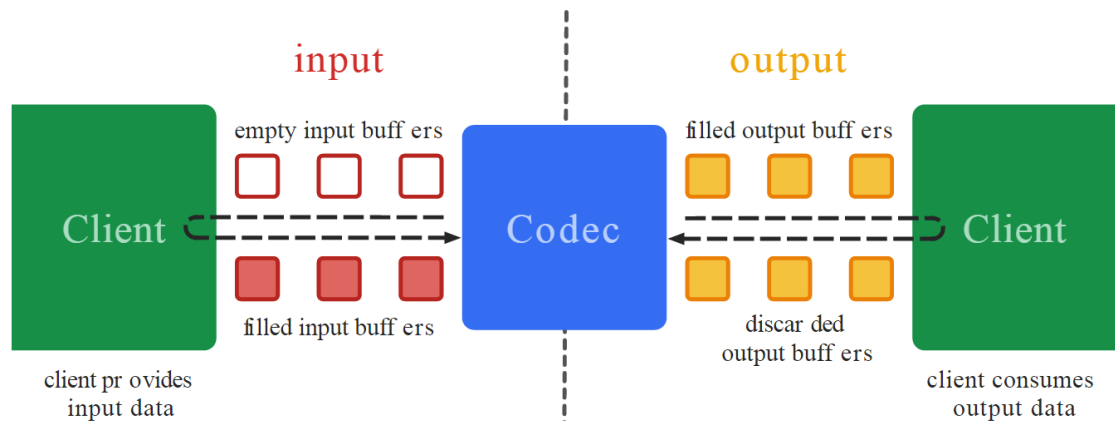 input
output
empty input buff ers
filled output buff ers
Client
Codec
Client
filled input buff ers
discar ded
output buff ers
client pr ovides
input data
client consumes
output data